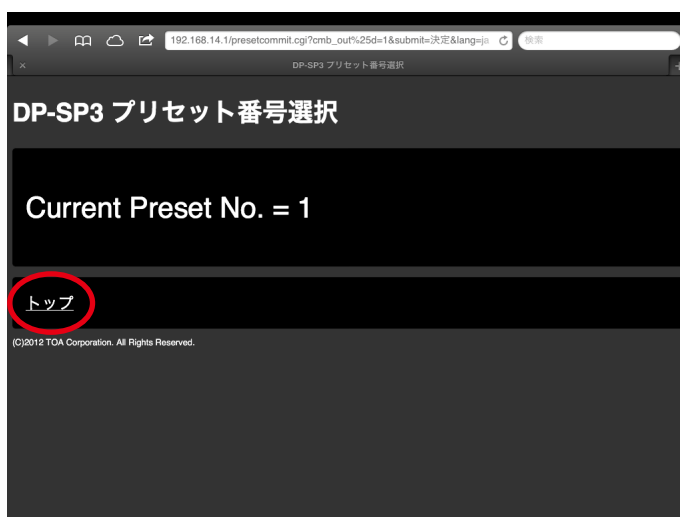 192.168.14.1/presetcommit.cgi?cmb_out%25d=1&submit=決定&lang=ja
検索
DP-SP3 プリセット番号選択
DP-SP3 プリセット番号選択
Current Preset No. = 1
トップ
(C)2012 TOA Corporation. All Rights Reserved.